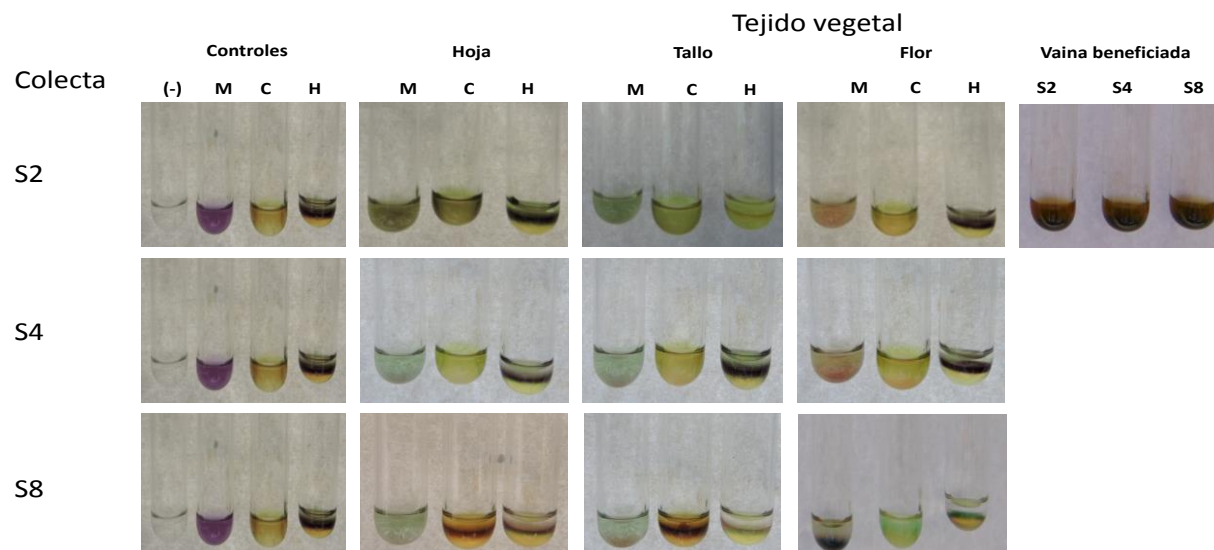 Tejido vegetal
Controles Hoja Tallo Flor Vaina beneficiada
Colecta
(-) M C H M C H M C H M C H S2 S4 S8
S2
S4
S8